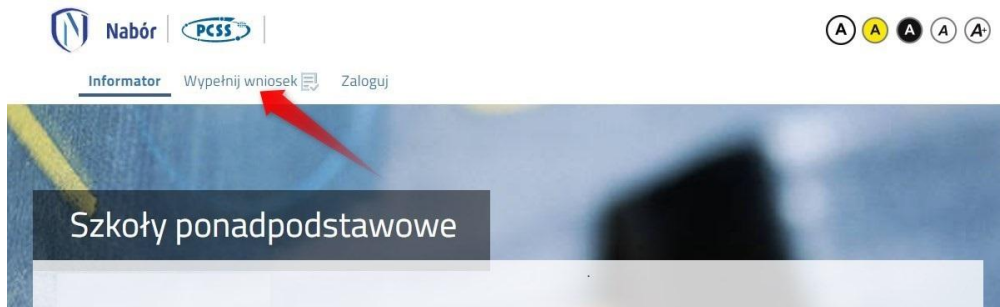 Nabór PCSS A A A A A+
Informator Wypełnij wniosek Zaloguj
Szkoły ponadpodstawowe